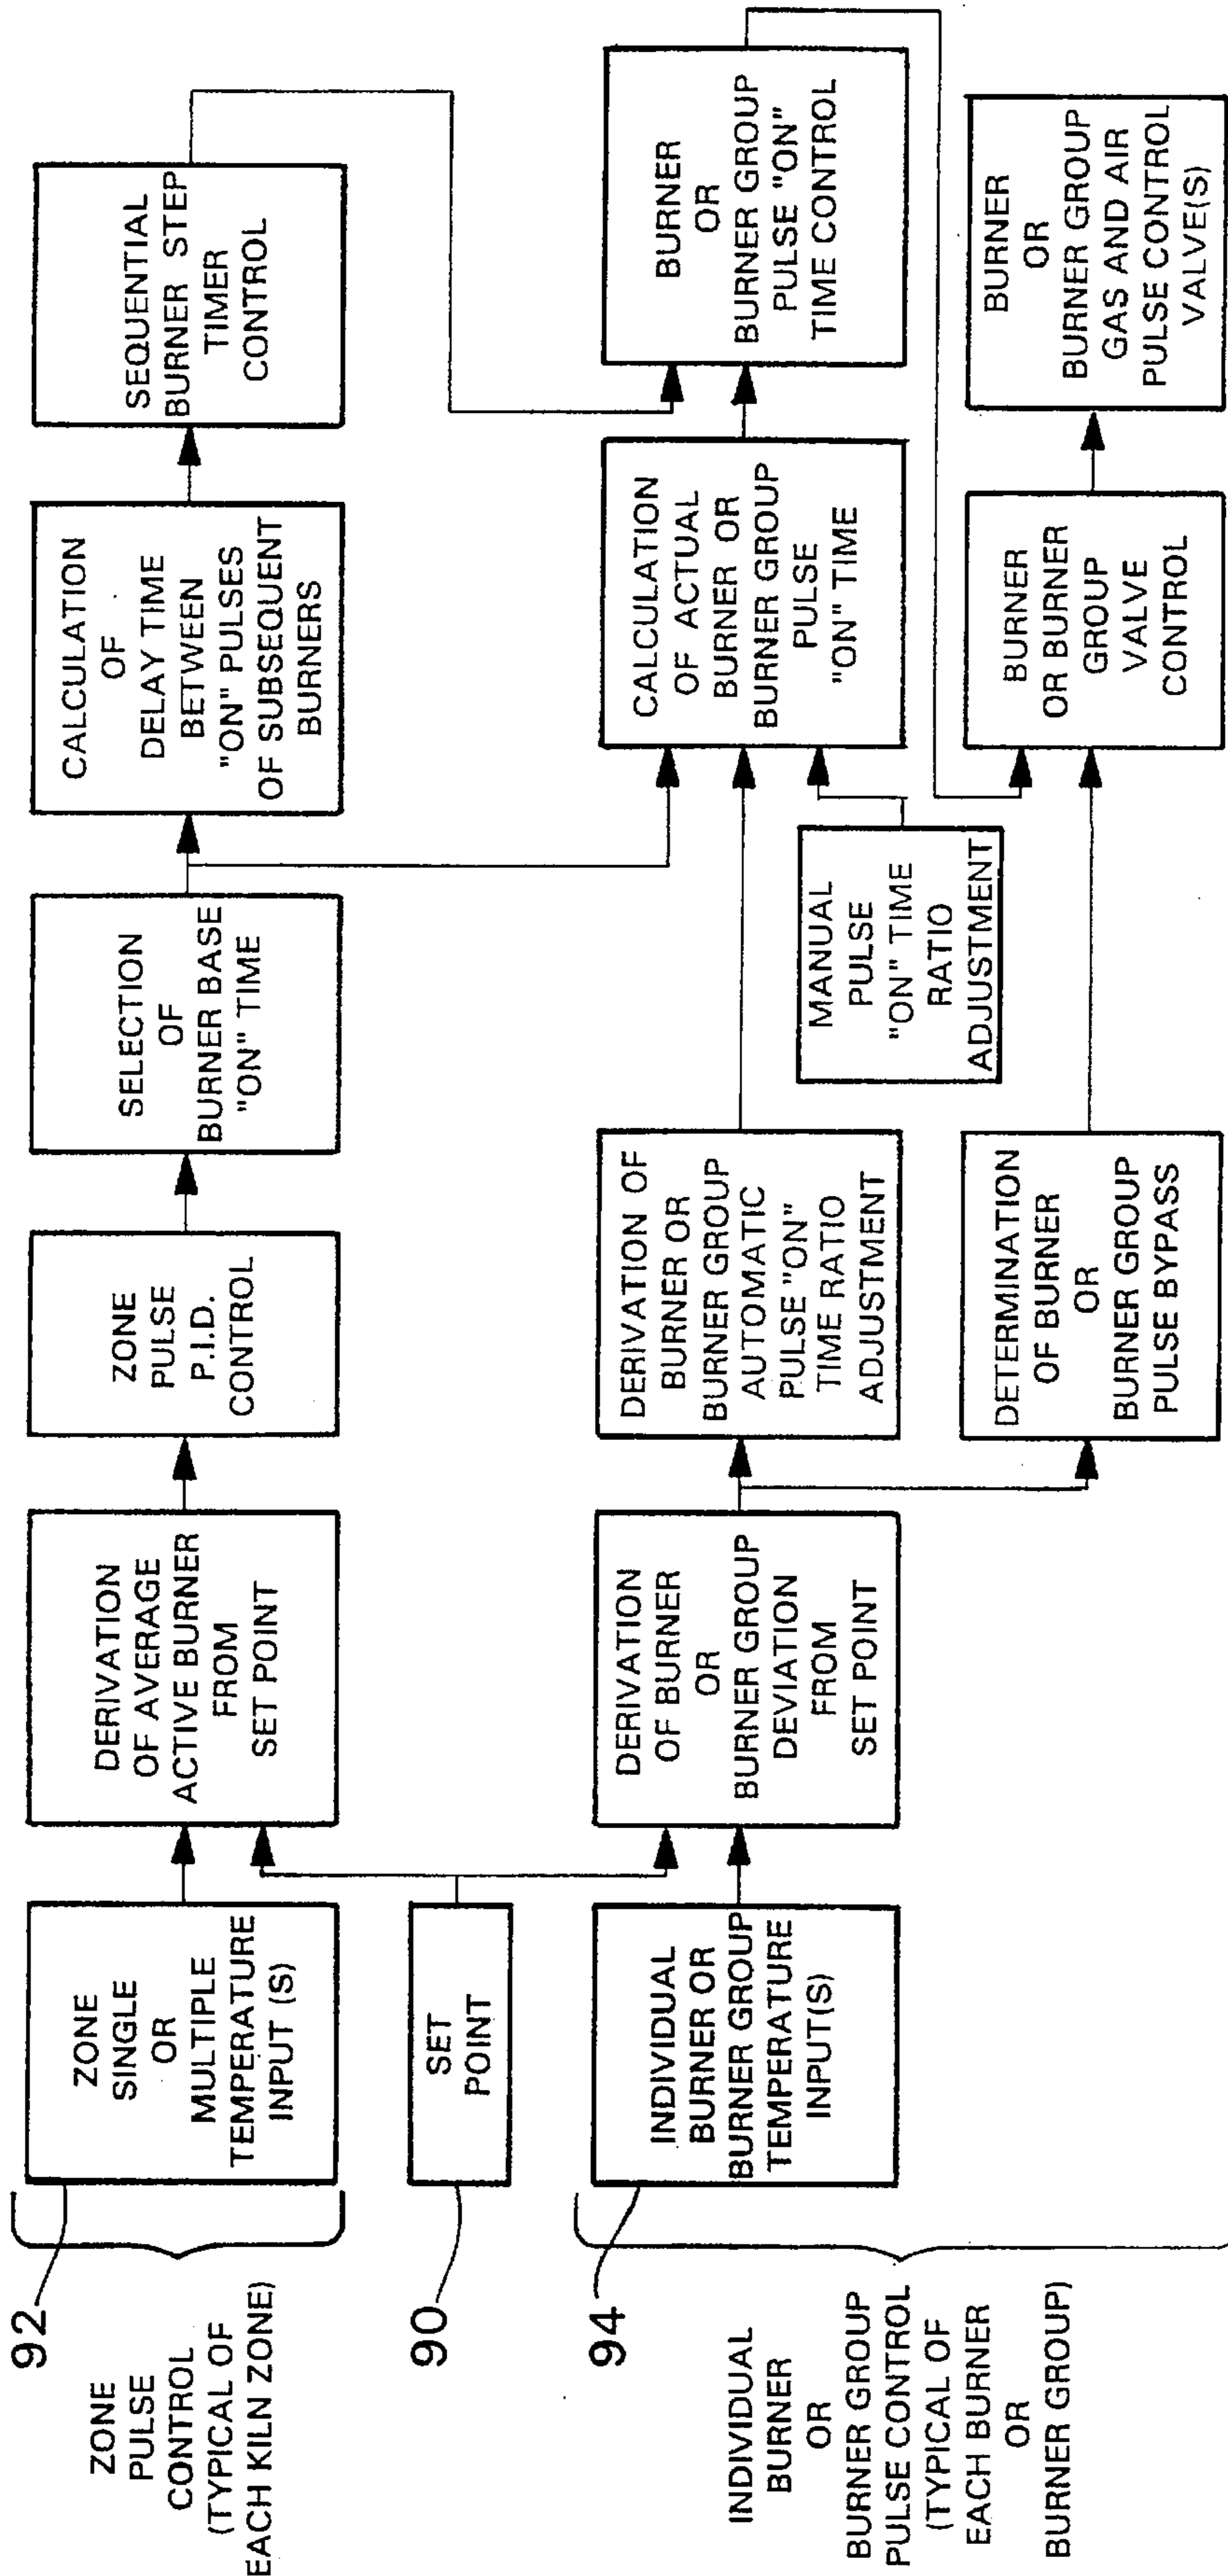 92
ZONE
PULSE
CONTROL
(TYPICAL OF
EACH KILN ZONE)
ZONE
SINGLE
OR
MULTIPLE
TEMPERATURE
INPUT (S)
DERIVATION
OF AVERAGE
ACTIVE BURNER
FROM
SET POINT
ZONE
PULSE
P.I.D.
CONTROL
SELECTION
OF
BURNER BASE
"ON" TIME
CALCULATION
OF
DELAY TIME
BETWEEN
"ON" PULSES
OF SUBSEQUENT
BURNERS
SEQUENTIAL
BURNER STEP
TIMER
CONTROL
90
SET
POINT
94
INDIVIDUAL
BURNER
OR
BURNER GROUP
PULSE CONTROL
(TYPICAL OF
EACH BURNER
OR
BURNER GROUP)
INDIVIDUAL
BURNER OR
BURNER GROUP
TEMPERATURE
INPUT(S)
DERIVATION
OF BURNER
OR
BURNER GROUP
DEVIATION
FROM
SET POINT
DERIVATION OF
BURNER OR
BURNER GROUP
AUTOMATIC
PULSE "ON"
TIME RATIO
ADJUSTMENT
CALCULATION
OF ACTUAL
BURNER OR
BURNER GROUP
PULSE
"ON" TIME
BURNER
OR
BURNER GROUP
PULSE "ON"
TIME CONTROL
MANUAL
PULSE
"ON" TIME
RATIO
ADJUSTMENT
DETERMINATION
OF BURNER
OR
BURNER GROUP
PULSE BYPASS
BURNER
OR BURNER
GROUP
VALVE
CONTROL
BURNER
OR
BURNER GROUP
GAS AND AIR
PULSE CONTROL
VALVE(S)